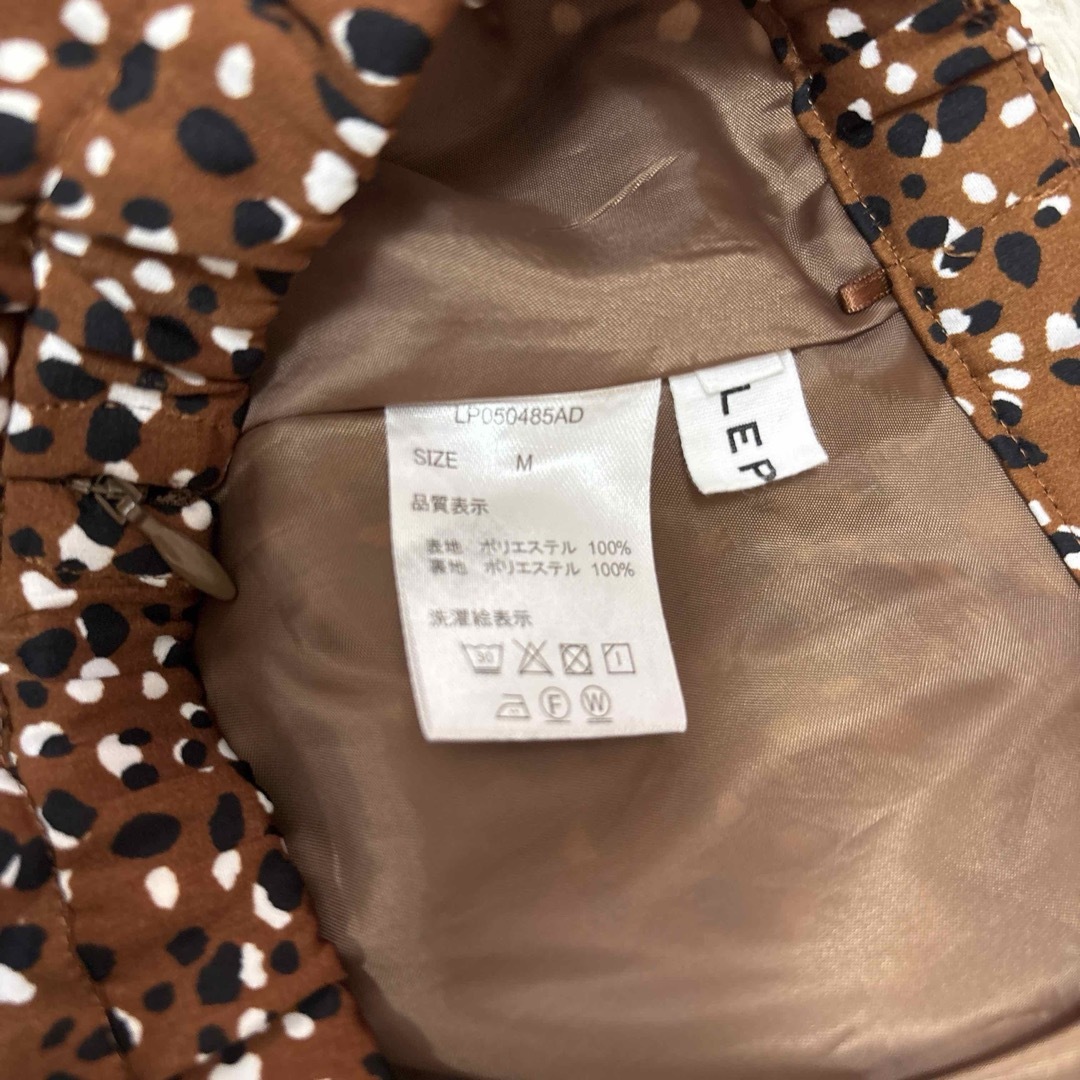 LP050485AD
SIZE M
品質表示
表地 ポリエステル 100%
裏地 ポリエステル 100%
洗濯絵表示
30
F W
LEP